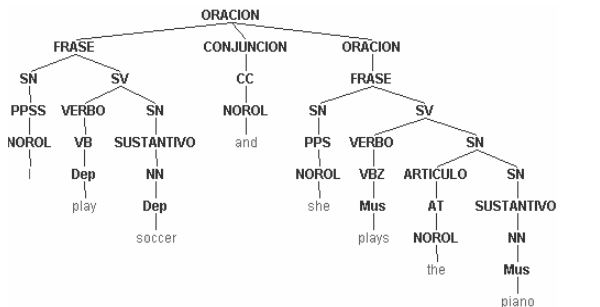 ORACION
FRASE CONJUNCION ORACION
SN SV CC FRASE
PPSS VERBO SN NOROL SN SV
NOROL VB SUSTANTIVO and PPS VERBO SN
I Dep NN NOROL VBZ ARTICULO SN
play Dep she Mus AT SUSTANTIVO
soccer plays NOROL NN
the Mus
piano